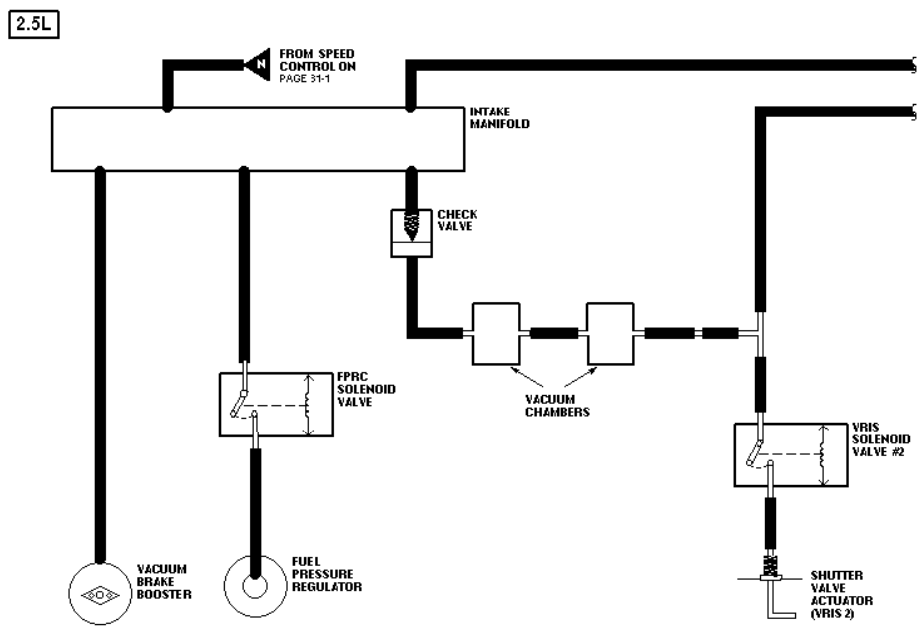 2.5L
FROM SPEED
CONTROL ON
PAGE 31-1
N
INTAKE
MANIFOLD
CHECK
VALVE
FPRC
SOLENOID
VALVE
VACUUM
CHAMBERS
VRIS
SOLENOID
VALVE #2
VACUUM
BRAKE
BOOSTER
FUEL
PRESSURE
REGULATOR
SHUTTER
VALVE
ACTUATOR
(VRIS 2)